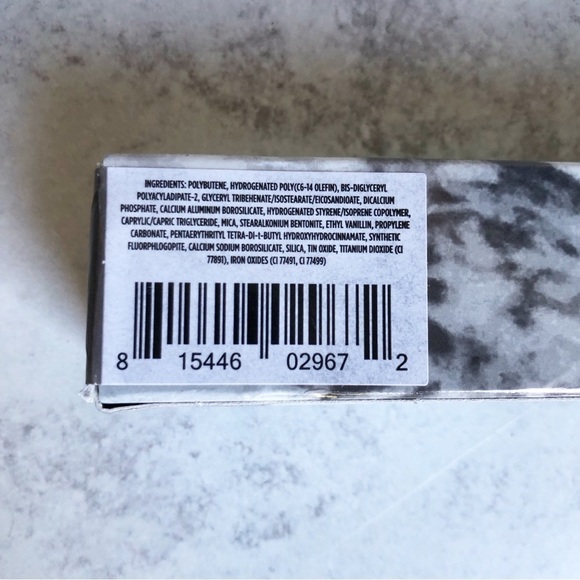 INGREDIENTS: POLYBUTENE, HYDROGENATED POLY(C6-14 OLEFIN), BIS-DIGLYCERYL
POLYACYLADIPATE-2, GLYCERYL TRIBEHENATE/ISOSTEARATE/EICOSANDIOATE, DICALCIUM
PHOSPHATE, CALCIUM ALUMINUM BOROSILICATE, HYDROGENATED STYRENE/ISOPRENE COPOLYMER,
CAPRYLIC/CAPRIC TRIGLYCERIDE, MICA, STEARALKONIUM BENTONITE, ETHYL VANILLIN, PROPYLENE
CARBONATE, PENTAERYTHRITYL TETRA-DI-t-BUTYL HYDROXYHYDROCINNAMATE, SYNTHETIC
FLUORPHLOGOPITE, CALCIUM SODIUM BOROSILICATE, SILICA, TIN OXIDE, TITANIUM DIOXIDE (CI
77891), IRON OXIDES (CI 77491, CI 77499)
8 15446 02967 2